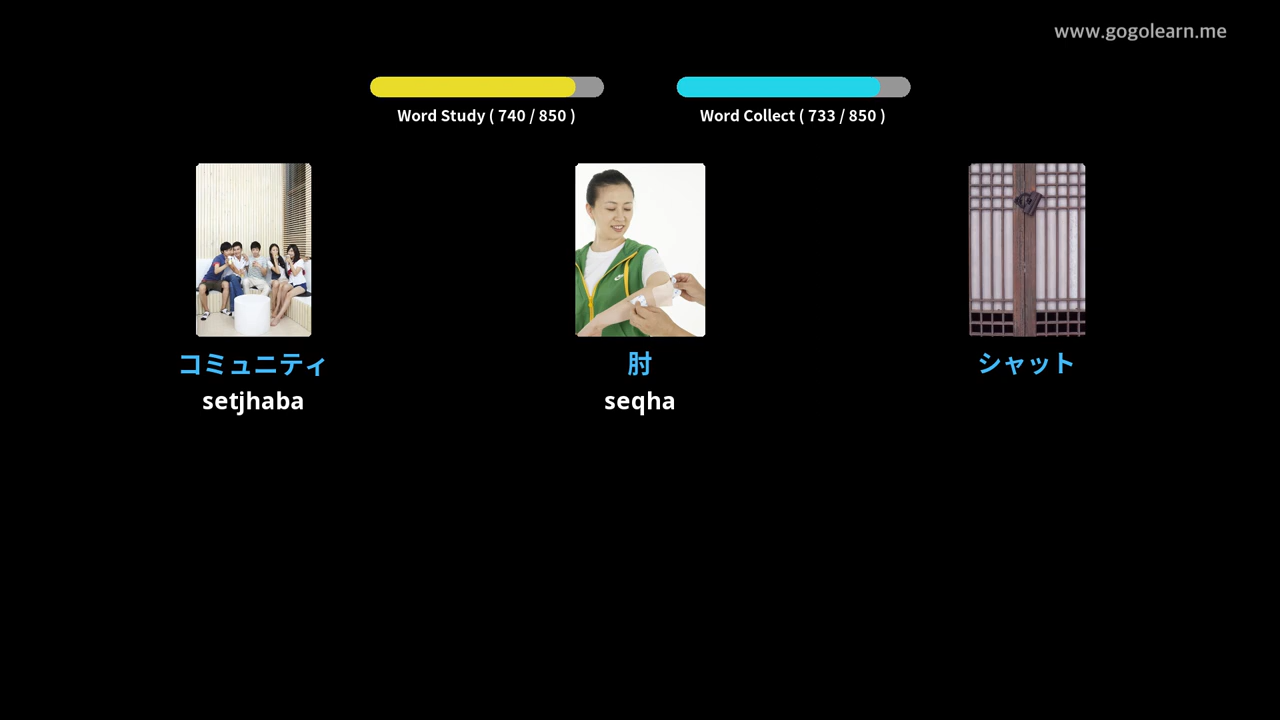 www.gogolearn.me
Word Study ( 740 / 850 )
Word Collect ( 733 / 850 )
コミュニティ
setjhaba
肘
seqha
シャット